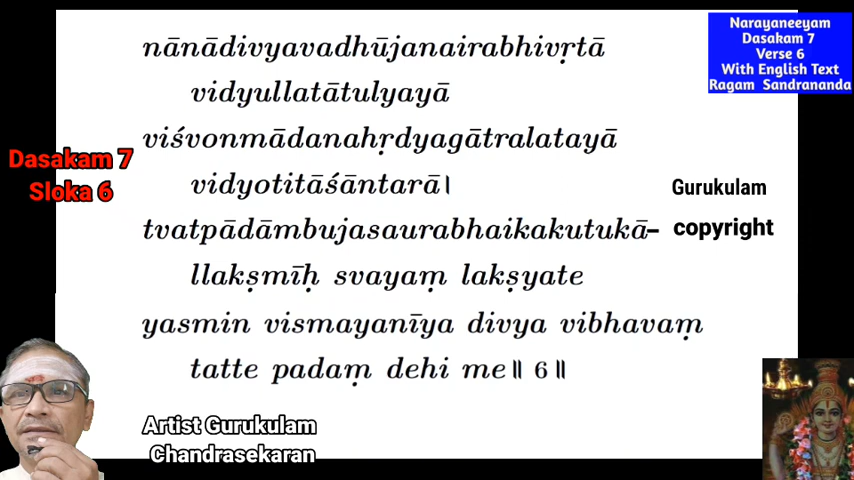 Narayaneeyam
Dasakam 7
Verse 6
With English Text
Ragam Sandrananda
nānādivyavadhūjanairabhivṛtā
vidyullatātulyayā
viśvonmādanahṛdyagātralatayā
vidyotitāśāntarā।
tvatpādāmbujasaurabhaikakutukā–
llakṣmīḥ svayaṃ lakṣyate
yasmin vismayanīya divya vibhavaṃ
tatte padaṃ dehi me॥ 6॥
Dasakam 7
Sloka 6
Gurukulam
copyright
Artist Gurukulam
Chandrasekaran